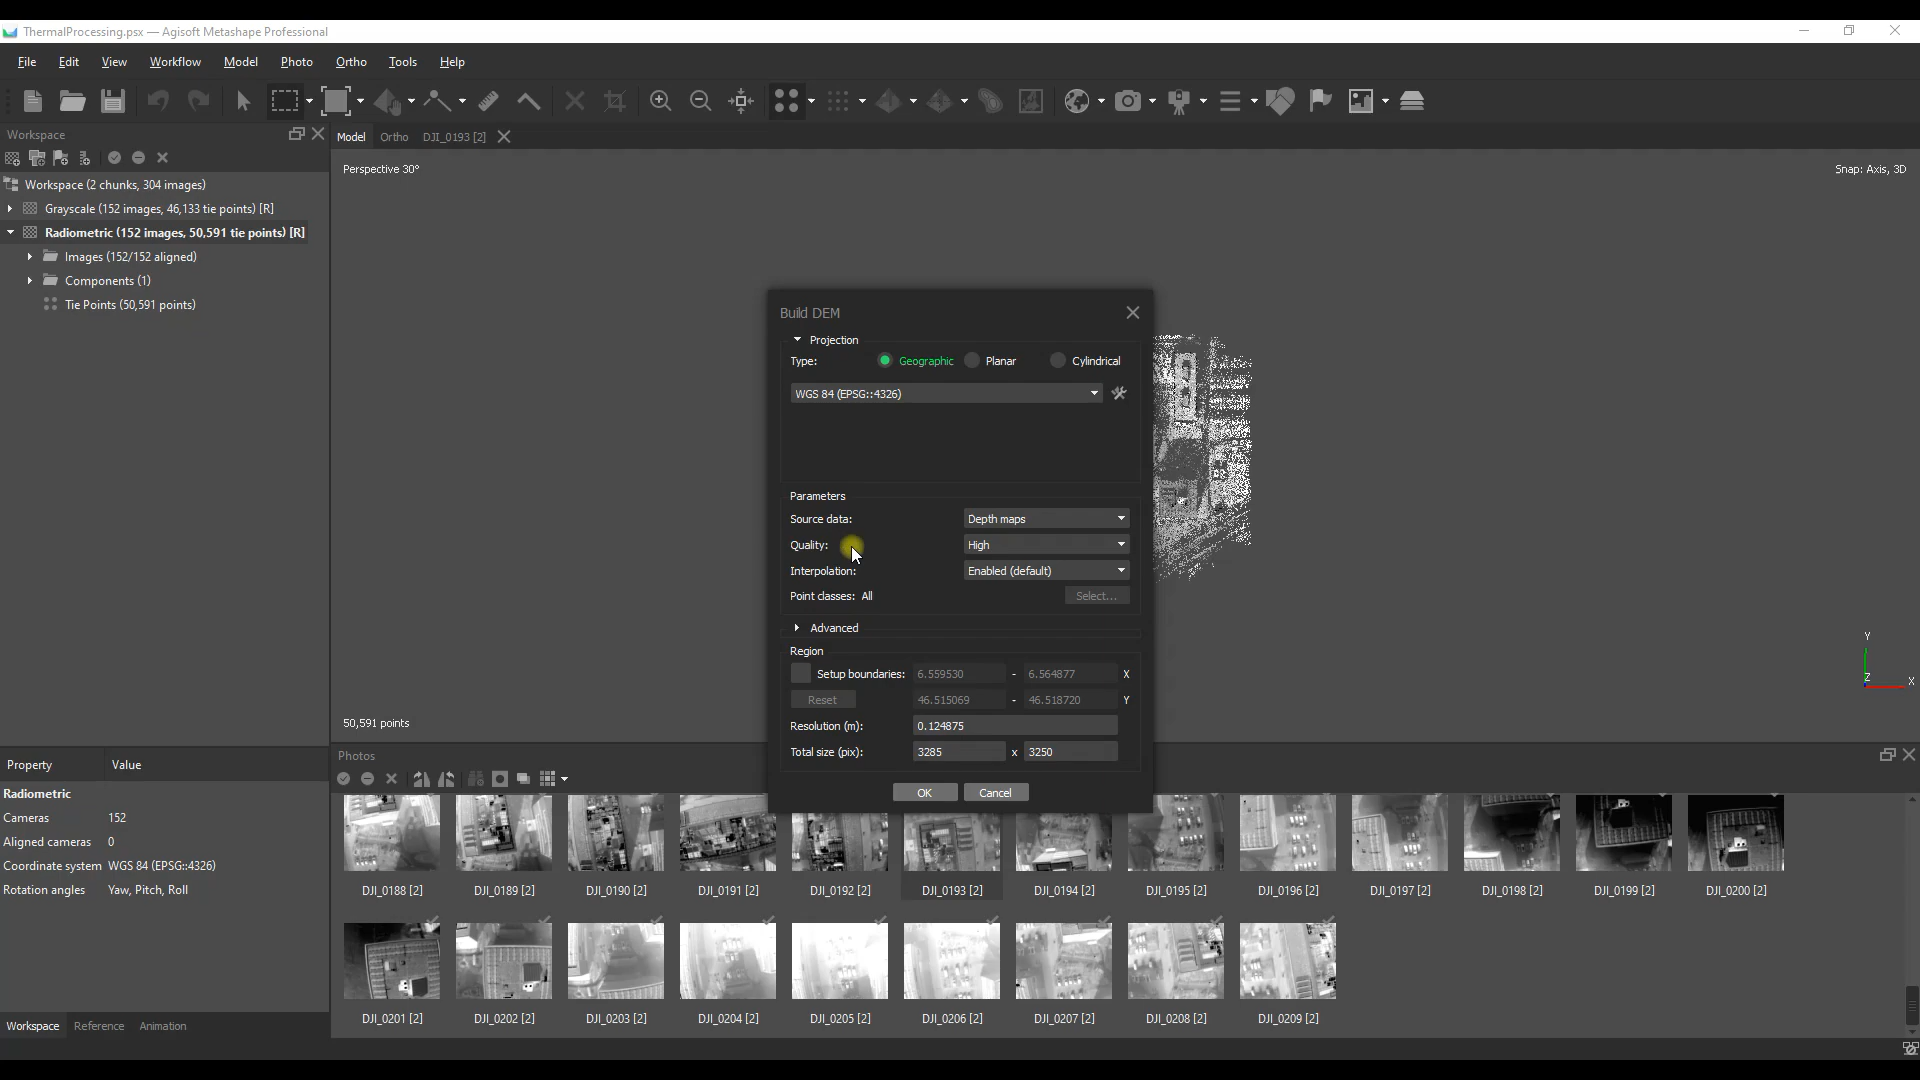 ThermalProcessing.psx — Agisoft Metashape Professional
File Edit View Workflow Model Photo Ortho Tools Help
Workspace
Model Ortho DJI_0193 [2]
Perspective 30°
Snap: Axis, 3D
Workspace (2 chunks, 304 images)
Grayscale (152 images, 46,133 tie points) [R]
Radiometric (152 images, 50,591 tie points) [R]
Images (152/152 aligned)
Components (1)
Tie Points (50,591 points)
Build DEM
Projection
Type: Geographic Planar Cylindrical
WGS 84 (EPSG::4326)
Parameters
Source data: Depth maps
Quality: High
Interpolation: Enabled (default)
Point classes: All Select...
Advanced
Region
Setup boundaries: 6.559530 - 6.564877 X
Reset 46.515069 - 46.518720 Y
Resolution (m): 0.124875
Total size (pix): 3285 x 3250
OK Cancel
Y
Z
X
50,591 points
Property Value
Radiometric
Cameras 152
Aligned cameras 0
Coordinate system WGS 84 (EPSG::4326)
Rotation angles Yaw, Pitch, Roll
Workspace Reference Animation
Photos
DJI_0188 [2] DJI_0189 [2] DJI_0190 [2] DJI_0191 [2] DJI_0192 [2] DJI_0193 [2] DJI_0194 [2] DJI_0195 [2] DJI_0196 [2] DJI_0197 [2] DJI_0198 [2] DJI_0199 [2] DJI_0200 [2]
DJI_0201 [2] DJI_0202 [2] DJI_0203 [2] DJI_0204 [2] DJI_0205 [2] DJI_0206 [2] DJI_0207 [2] DJI_0208 [2] DJI_0209 [2]